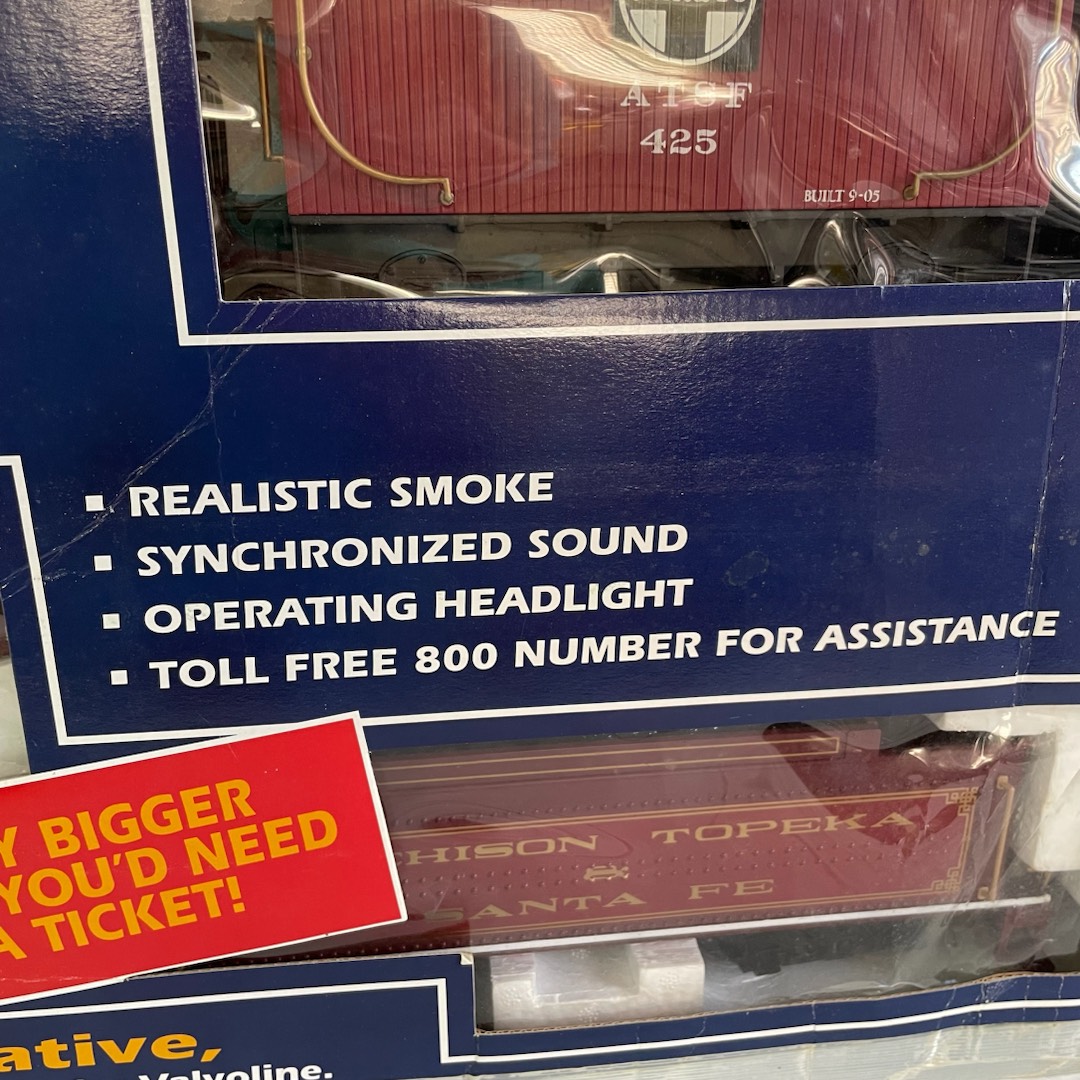 ATSF
425
BUILT 9-05
▪ REALISTIC SMOKE
▪ SYNCHRONIZED SOUND
▪ OPERATING HEADLIGHT
▪ TOLL FREE 800 NUMBER FOR ASSISTANCE
Y BIGGER
YOU'D NEED
A TICKET!
CHISON TOPEKA
SANTA FE
ative,
Valvoline.